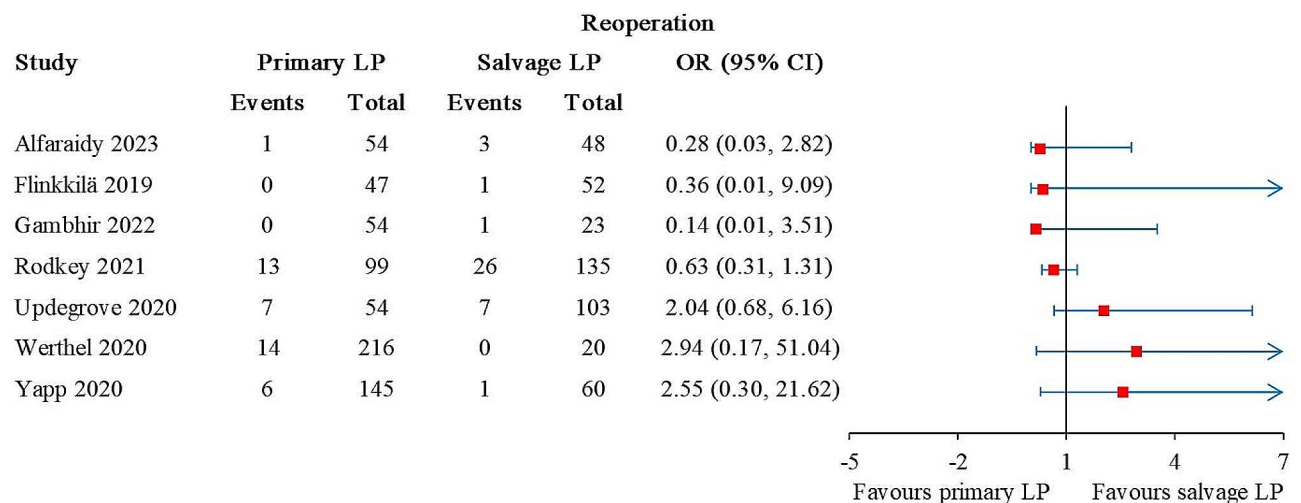 Reoperation
Study Primary LP Salvage LP OR (95% CI)
Events Total Events Total
Alfaraidy 2023 1 54 3 48 0.28 (0.03, 2.82)
Flinkkilä 2019 0 47 1 52 0.36 (0.01, 9.09)
Gambhir 2022 0 54 1 23 0.14 (0.01, 3.51)
Rodkey 2021 13 99 26 135 0.63 (0.31, 1.31)
Updegrove 2020 7 54 7 103 2.04 (0.68, 6.16)
Werthel 2020 14 216 0 20 2.94 (0.17, 51.04)
Yapp 2020 6 145 1 60 2.55 (0.30, 21.62)
-5 -2 1 4 7
Favours primary LP Favours salvage LP